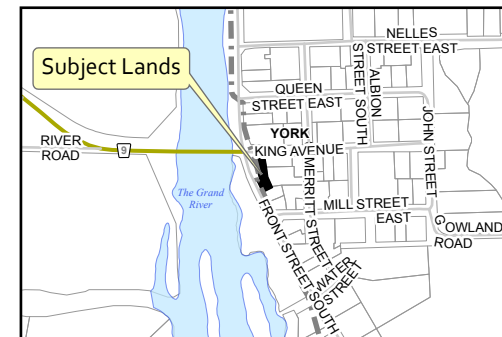 NELLES
STREET EAST
Subject Lands
QUEEN
STREET EAST
ALBION
STREET SOUTH
JOHN STREET
YORK
KING AVENUE
RIVER
ROAD
9
MERRITT STREET
The Grand
River
MILL STREET
EAST
GOWLAND
ROAD
FRONT STREET SOUTH
WATER
STREET